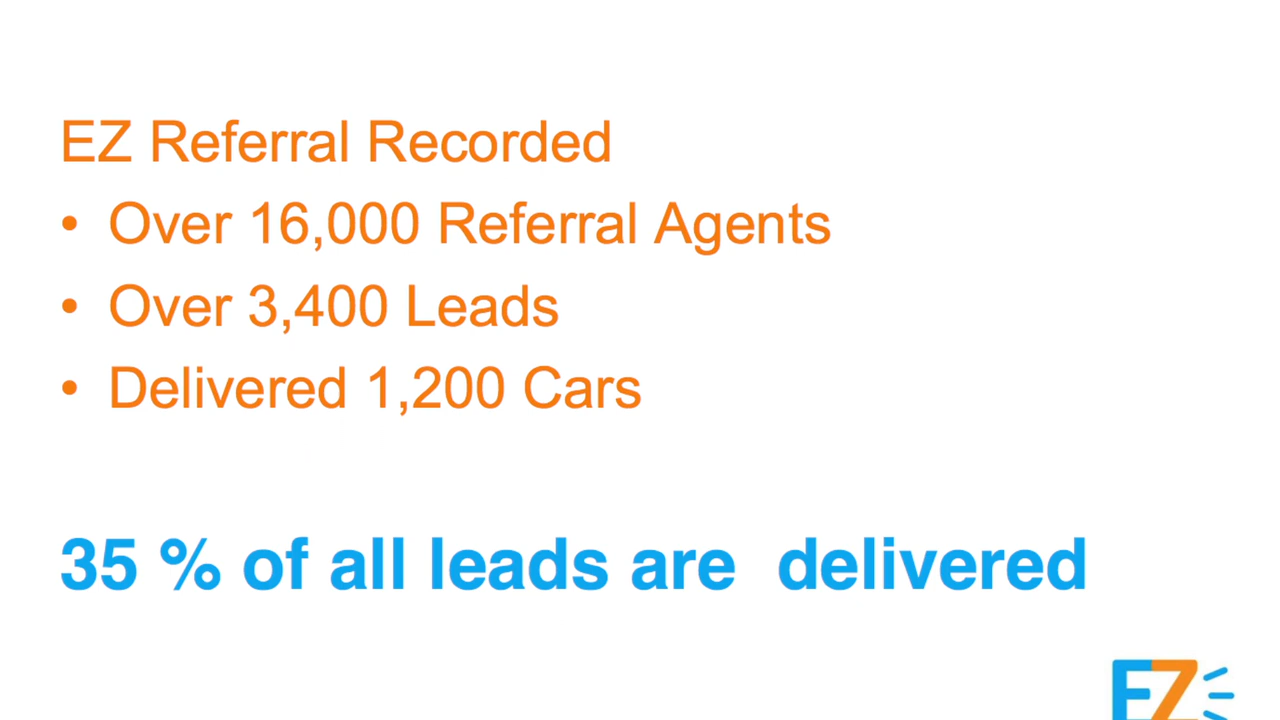 EZ Referral Recorded
• Over 16,000 Referral Agents
• Over 3,400 Leads
• Delivered 1,200 Cars
35 % of all leads are  delivered
EZ